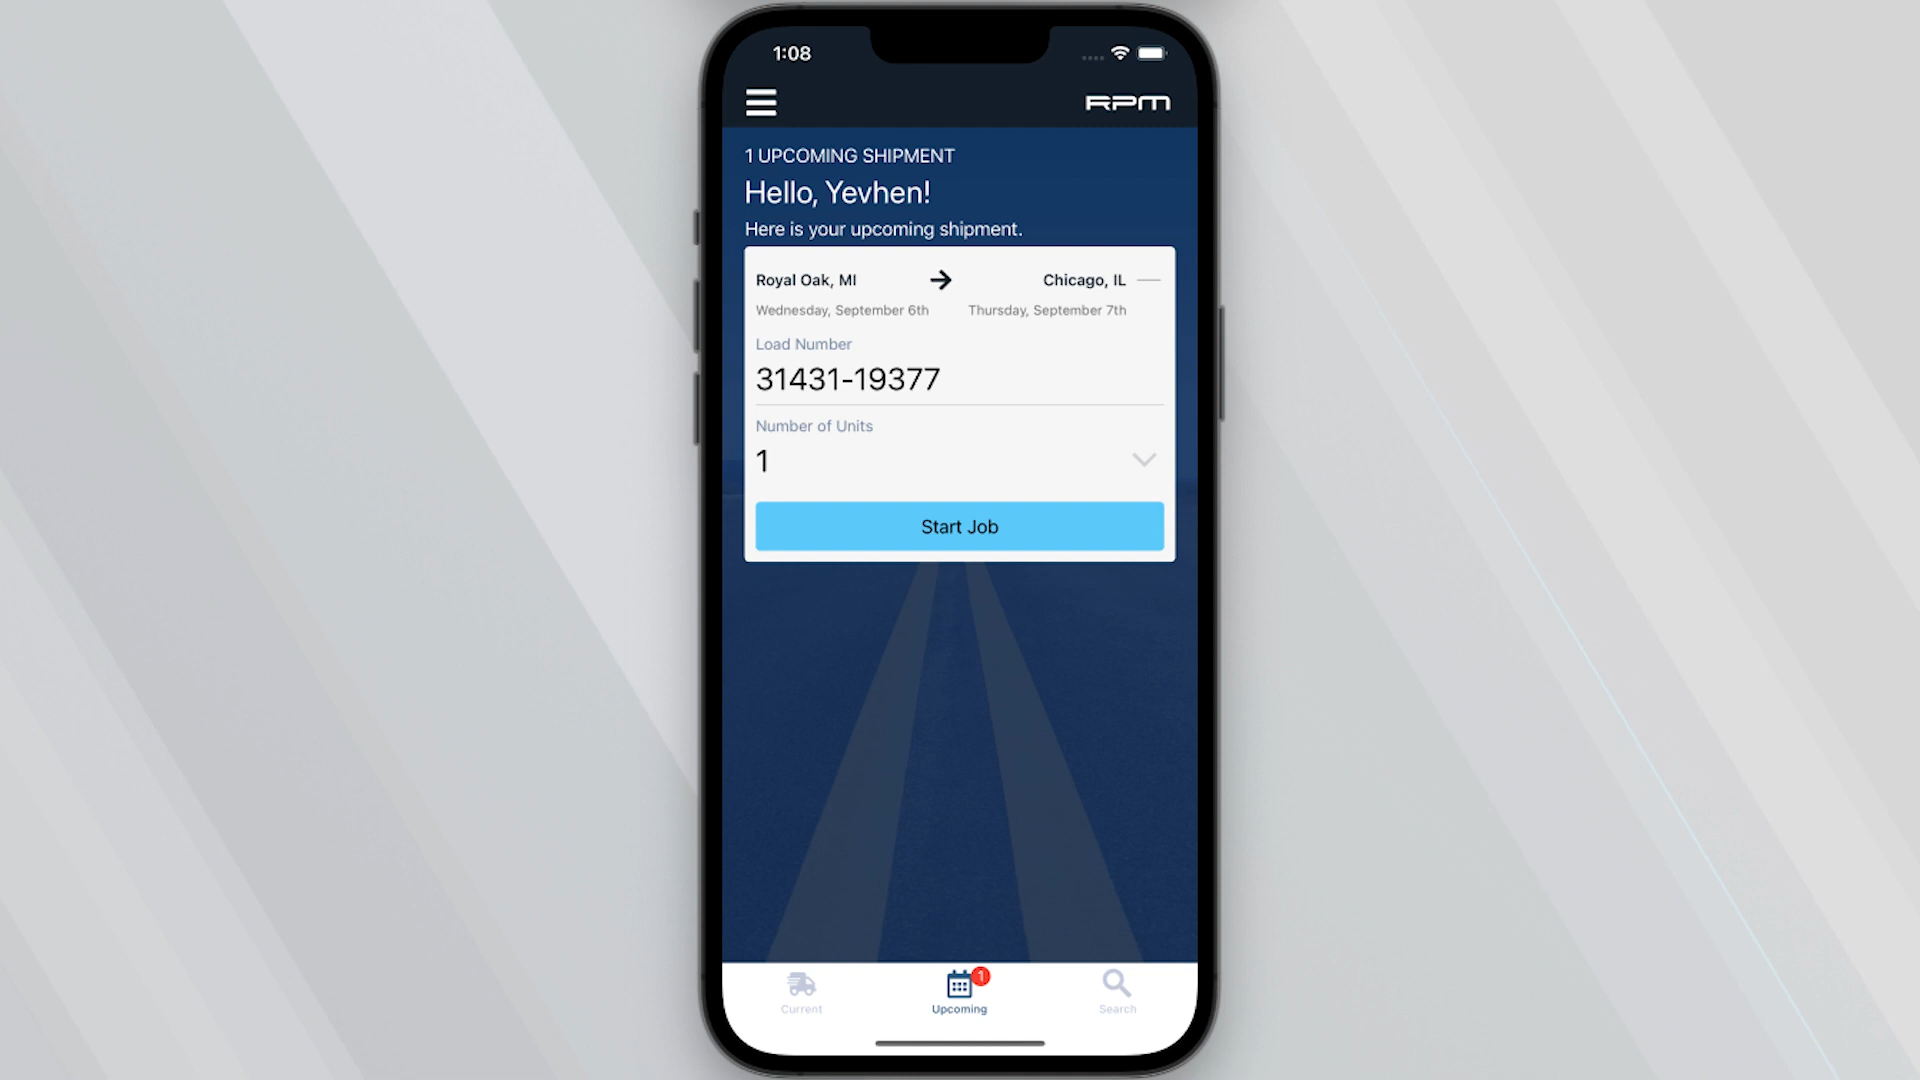 1:08
RPM
1 UPCOMING SHIPMENT
Hello, Yevhen!
Here is your upcoming shipment.
Royal Oak, MI
Chicago, IL
Wednesday, September 6th
Thursday, September 7th
Load Number
31431-19377
Number of Units
1
Start Job
1
Current
Upcoming
Search